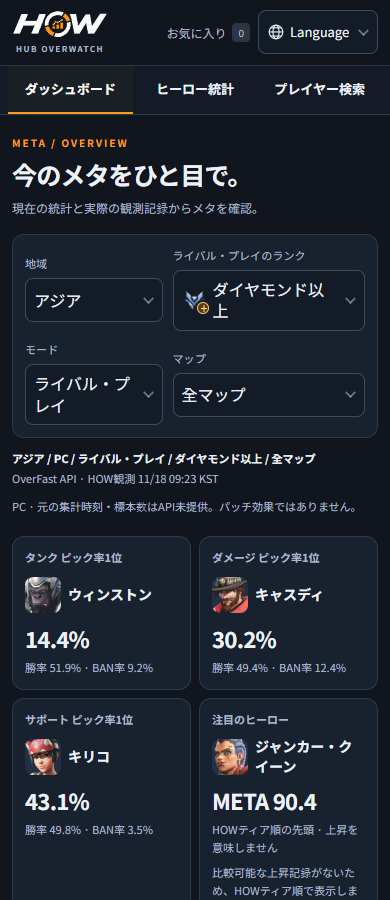 HOW
HUB OVERWATCH
お気に入り 0
Language
ダッシュボード
ヒーロー統計
プレイヤー検索
META / OVERVIEW
今のメタをひと目で。
現在の統計と実際の観測記録からメタを確認。
地域
アジア
ライバル・プレイのランク
ダイヤモンド以
上
モード
ライバル・プ
レイ
マップ
全マップ
アジア / PC / ライバル・プレイ / ダイヤモンド以上 / 全マップ
OverFast API · HOW観測 11/18 09:23 KST
PC · 元の集計時刻・標本数はAPI未提供。パッチ効果ではありません。
タンク ピック率1位
ウィンストン
14.4%
勝率 51.9% · BAN率 9.2%
ダメージ ピック率1位
キャスディ
30.2%
勝率 49.4% · BAN率 12.4%
サポート ピック率1位
キリコ
43.1%
勝率 49.8% · BAN率 3.5%
注目のヒーロー
ジャンカー・ク
イーン
META 90.4
HOWティア順の先頭 · 上昇を
意味しません
比較可能な上昇記録がないた
め、HOWティア順で表示しま